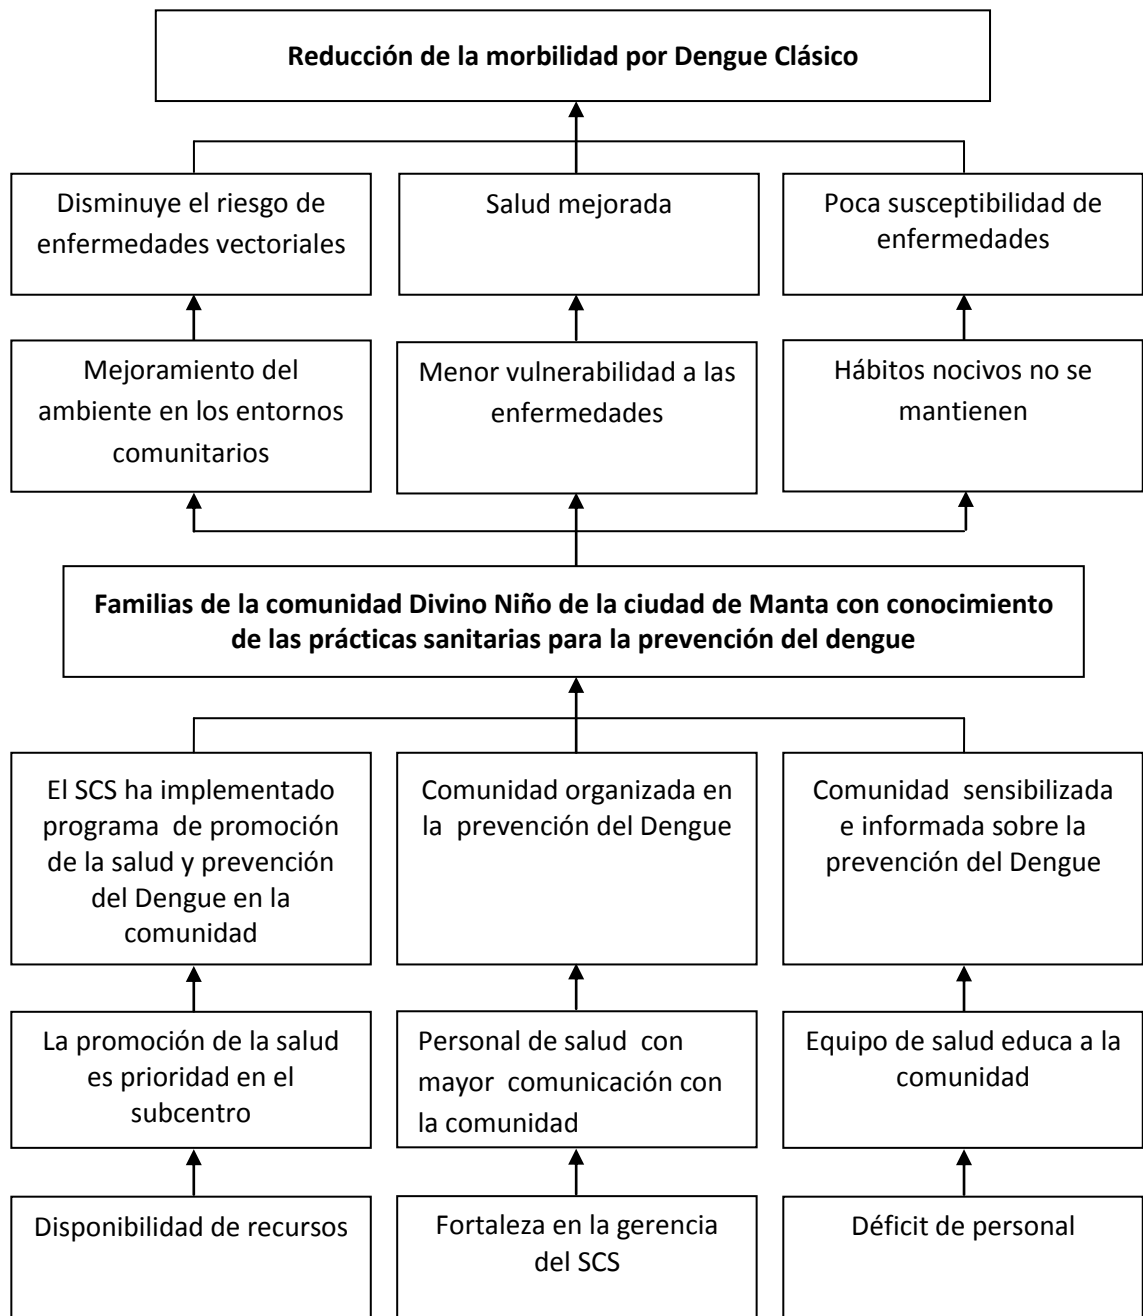 Reducción de la morbilidad por Dengue Clásico
Disminuye el riesgo de
enfermedades vectoriales
Salud mejorada
Poca susceptibilidad de
enfermedades
Mejoramiento del
ambiente en los entornos
comunitarios
Menor vulnerabilidad a las
enfermedades
Hábitos nocivos no se
mantienen
Familias de la comunidad Divino Niño de la ciudad de Manta con conocimiento
de las prácticas sanitarias para la prevención del dengue
El SCS ha implementado
programa de promoción
de la salud y prevención
del Dengue en la
comunidad
Comunidad organizada en
la prevención del Dengue
Comunidad sensibilizada
e informada sobre la
prevención del Dengue
La promoción de la salud
es prioridad en el
subcentro
Personal de salud con
mayor comunicación con
la comunidad
Equipo de salud educa a la
comunidad
Disponibilidad de recursos
Fortaleza en la gerencia
del SCS
Déficit de personal